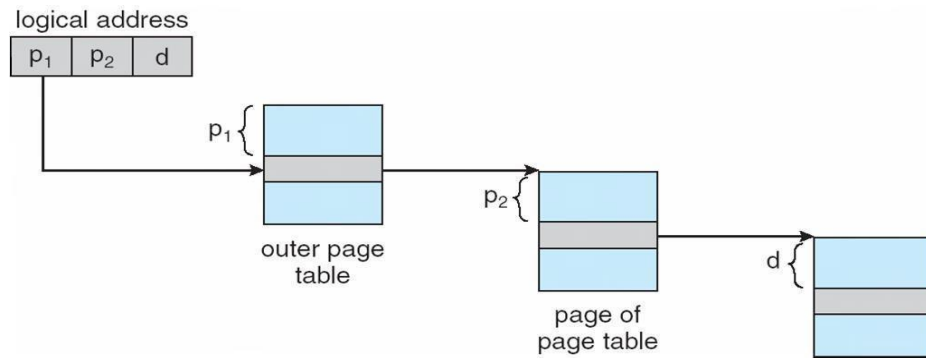 logical address
p₁ p₂ d
p₁
outer page
table
p₂
page of
page table
d